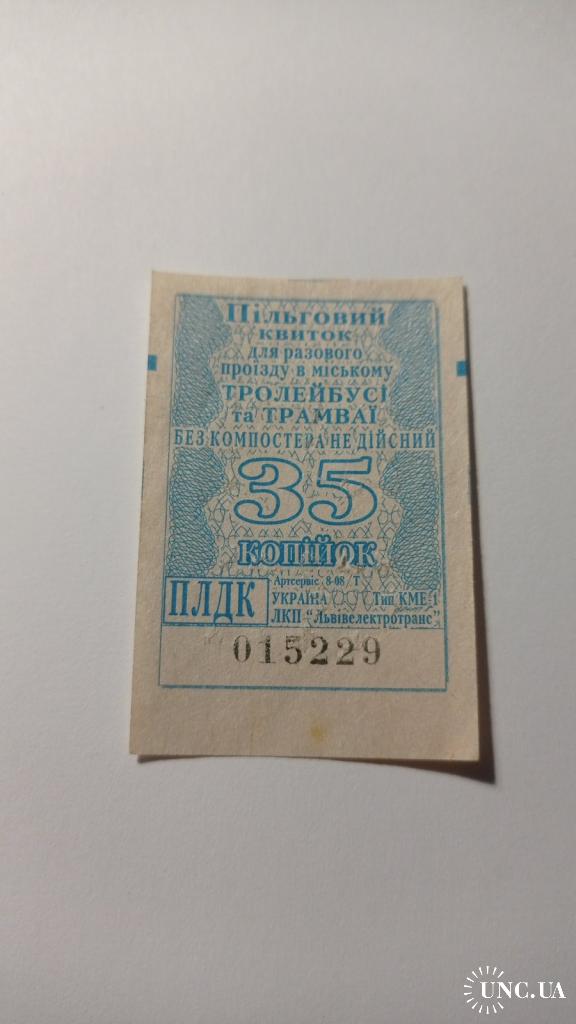 Пільговий
квиток
для разового
проїзду в міському
ТРОЛЕЙБУСІ
та ТРАМВАЇ
БЕЗ КОМПОСТЕРА НЕ ДІЙСНИЙ
35
КОПІЙОК
Артсервіс 8-08 Т
ПЛДК УКРАЇНА Тип КМЕ-1
ЛКП "Львівелектротранс"
015229
UNC.UA